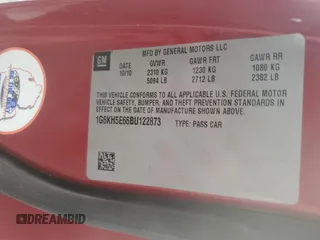 GM
MFD BY GENERAL MOTORS LLC
DATE GVWR GAWR FRT GAWR RR
10/10 2310 KG 1230 KG 1080 KG
5094 LB 2712 LB 2382 LB
THIS VEHICLE CONFORMS TO ALL APPLICABLE U.S. FEDERAL MOTOR
VEHICLE SAFETY, BUMPER, AND THEFT PREVENTION STANDARDS
IN EFFECT ON THE DATE OF MANUFACTURE SHOWN ABOVE.
1G6KH5E66BU122873 TYPE: PASS CAR
DREAMBID